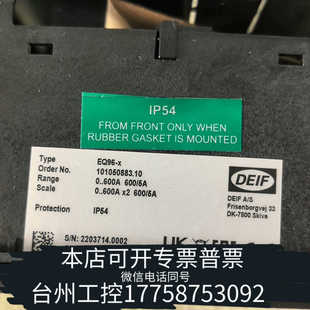 IP54
FROM FRONT ONLY WHEN
RUBBER GASKET IS MOUNTED
Type EQ96-x
Order No. 101050883.10
Range 0..600A 600/5A
Scale 0..600A x2 600/5A
Protection IP54
DEIF
DEIF A/S
Frisenborgvej 33
DK-7800 Skive
S/N: 2203714.0002
本店可开专票普票
微信电话同号
台州工控17758753092